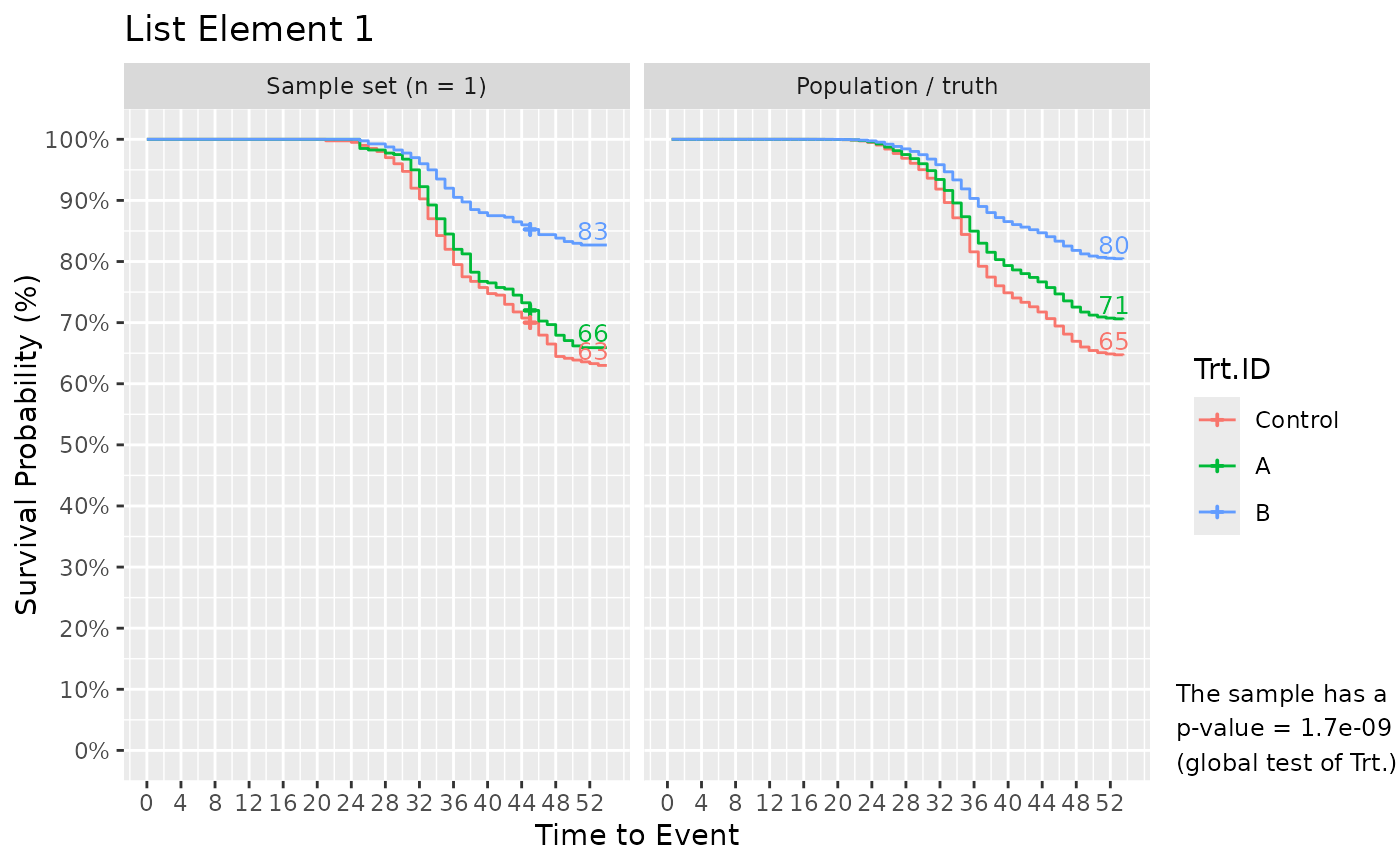 List Element 1
Sample set (n = 1)
Population / truth
Survival Probability (%)
100%
90%
80%
70%
60%
50%
40%
30%
20%
10%
0%
83
66
63
80
71
65
0 4 8 12 16 20 24 28 32 36 40 44 48 52
0 4 8 12 16 20 24 28 32 36 40 44 48 52
Time to Event
Trt.ID
Control
A
B
The sample has a
p-value = 1.7e-09
(global test of Trt.)